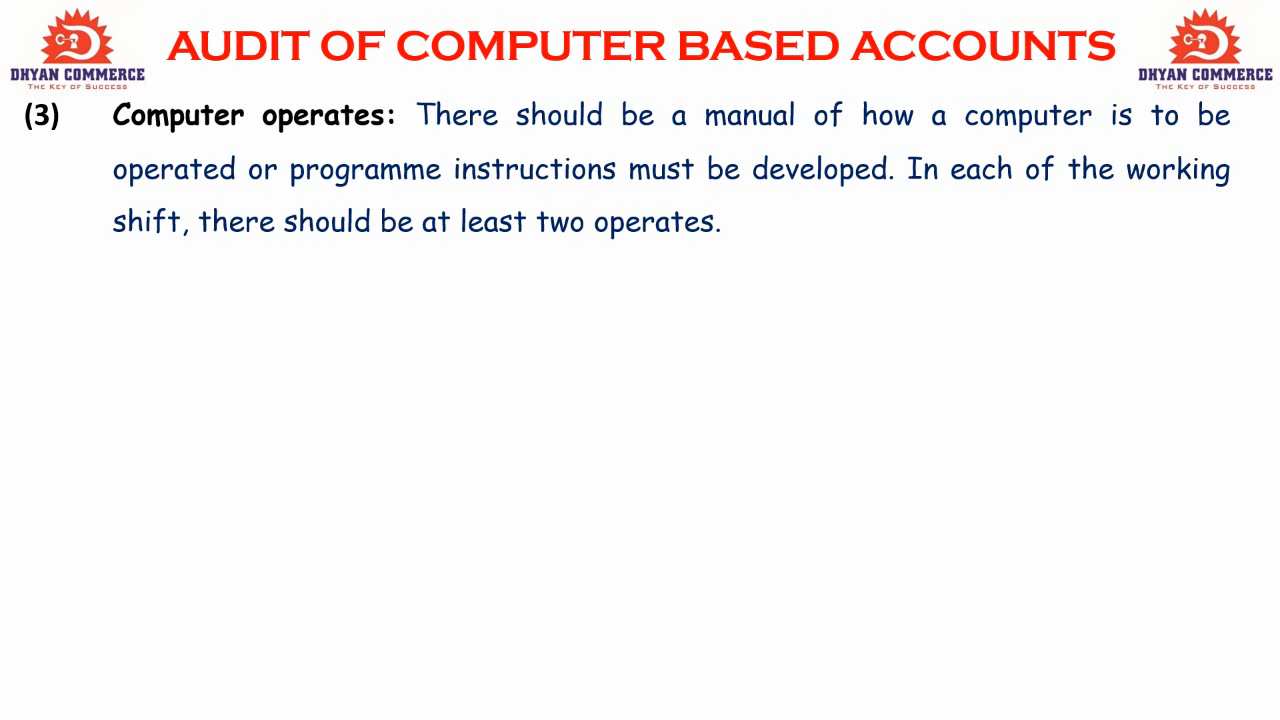 AUDIT OF COMPUTER BASED ACCOUNTS
DHYAN COMMERCE
THE KEY OF SUCCESS
DHYAN COMMERCE
THE KEY OF SUCCESS
(3) Computer operates: There should be a manual of how a computer is to be
operated or programme instructions must be developed. In each of the working
shift, there should be at least two operates.